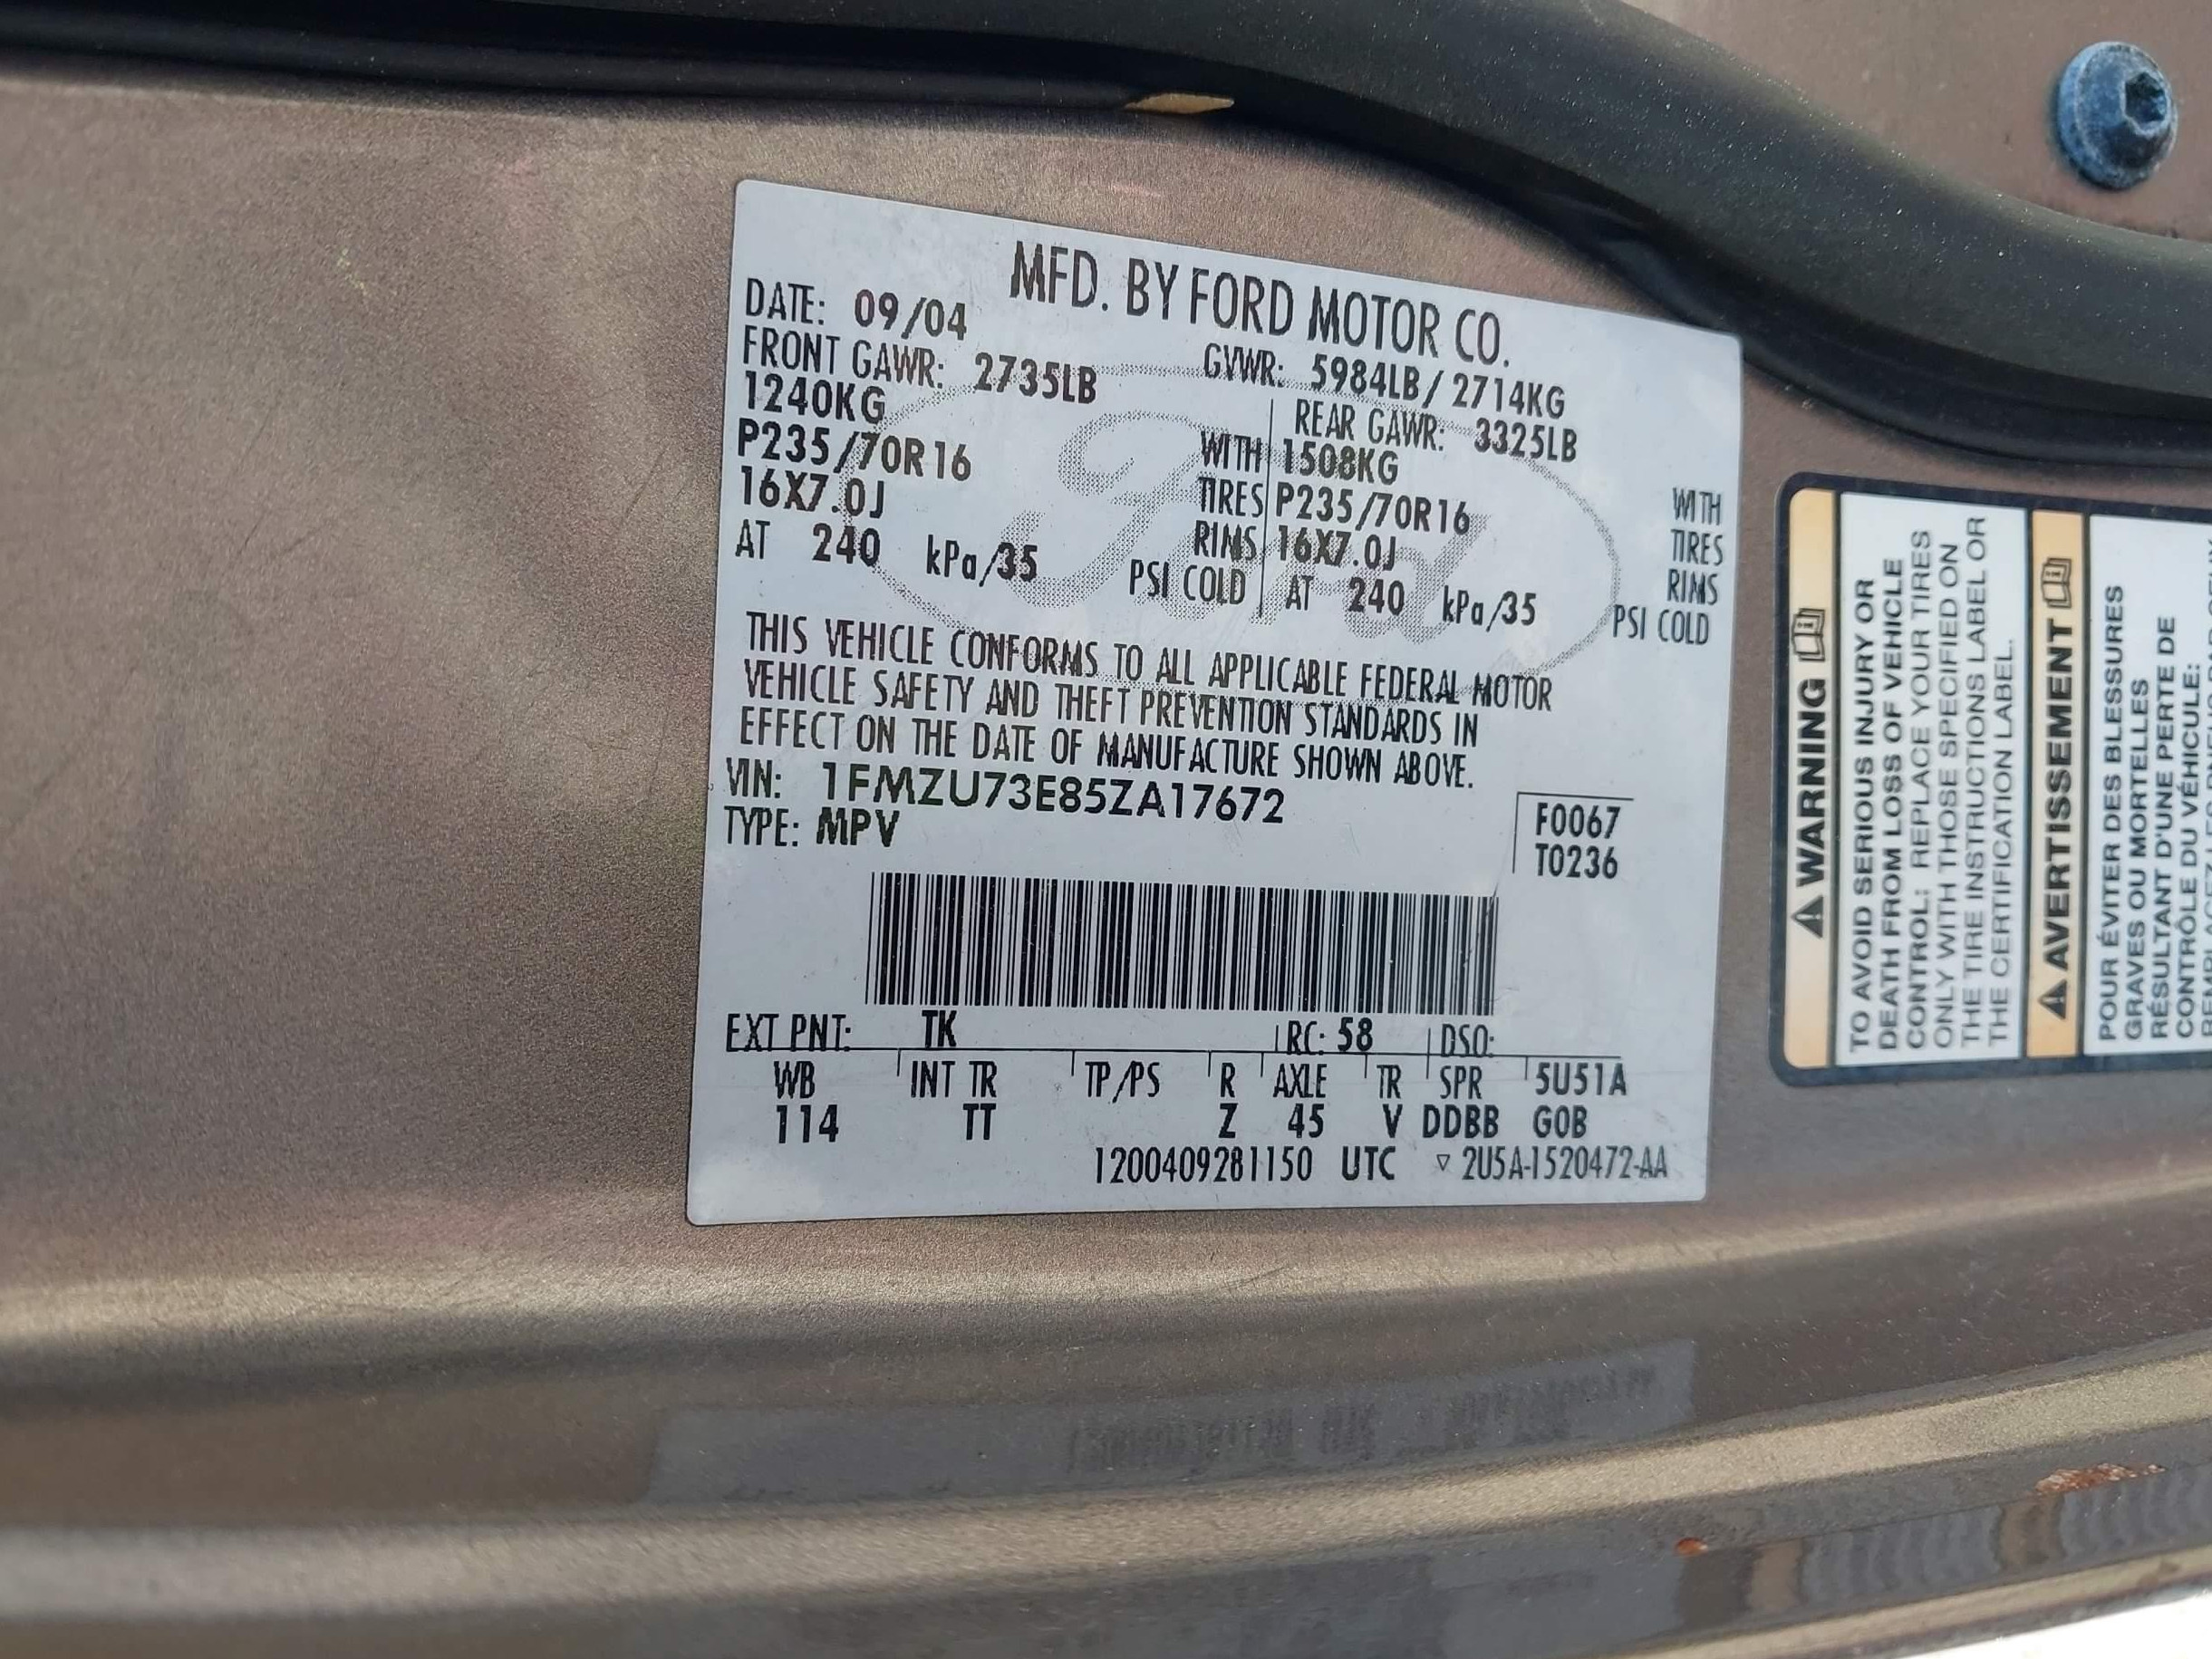 MFD. BY FORD MOTOR CO.
DATE: 09/04 GVWR: 5984LB/ 2714KG
FRONT GAWR: 2735LB REAR GAWR: 3325LB
1240KG WITH 1508KG WITH
P235/70R16 TIRES P235/70R16 TIRES
16X7.0J RIMS 16X7.0J RIMS
AT 240 kPa/35 PSI COLD AT 240 kPa/35 PSI COLD
THIS VEHICLE CONFORMS TO ALL APPLICABLE FEDERAL MOTOR
VEHICLE SAFETY AND THEFT PREVENTION STANDARDS IN
EFFECT ON THE DATE OF MANUFACTURE SHOWN ABOVE.
VIN: 1FMZU73E85ZA17672 F0067
TYPE: MPV T0236
EXT PNT: TK RC: 58 DSO:
WB INT TR TP/PS R AXLE TR SPR 5U51A
114 TT Z 45 V DDBB GOB
1200409281150 UTC ▿ 2U5A-1520472-AA
Ford
⚠ WARNING
TO AVOID SERIOUS INJURY OR
DEATH FROM LOSS OF VEHICLE
CONTROL: REPLACE YOUR TIRES
ONLY WITH THOSE SPECIFIED ON
THE TIRE INSTRUCTIONS LABEL OR
THE CERTIFICATION LABEL.
⚠ AVERTISSEMENT
POUR ÉVITER DES BLESSURES
GRAVES OU MORTELLES
RÉSULTANT D'UNE PERTE DE
CONTRÔLE DU VÉHICULE: